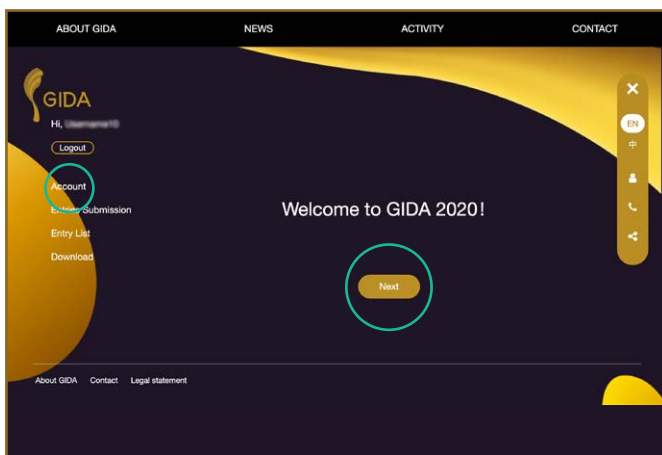 ABOUT GIDA NEWS ACTIVITY CONTACT
GIDA
Hi,
Logout
EN
中
Account
Entries Submission
Entry List
Download
Welcome to GIDA 2020!
Next
About GIDA Contact Legal statement